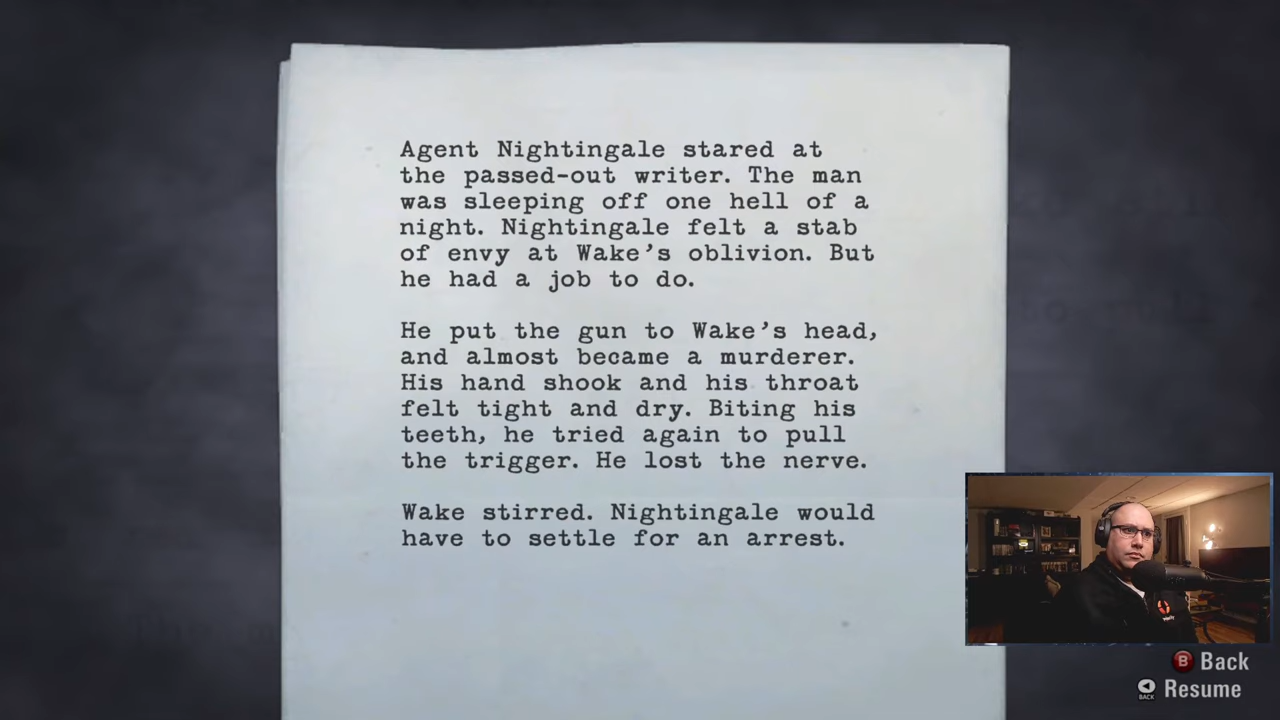 Agent Nightingale stared at
the passed-out writer. The man
was sleeping off one hell of a
night. Nightingale felt a stab
of envy at Wake's oblivion. But
he had a job to do.
He put the gun to Wake's head,
and almost became a murderer.
His hand shook and his throat
felt tight and dry. Biting his
teeth, he tried again to pull
the trigger. He lost the nerve.
Wake stirred. Nightingale would
have to settle for an arrest.
B Back
BACK Resume